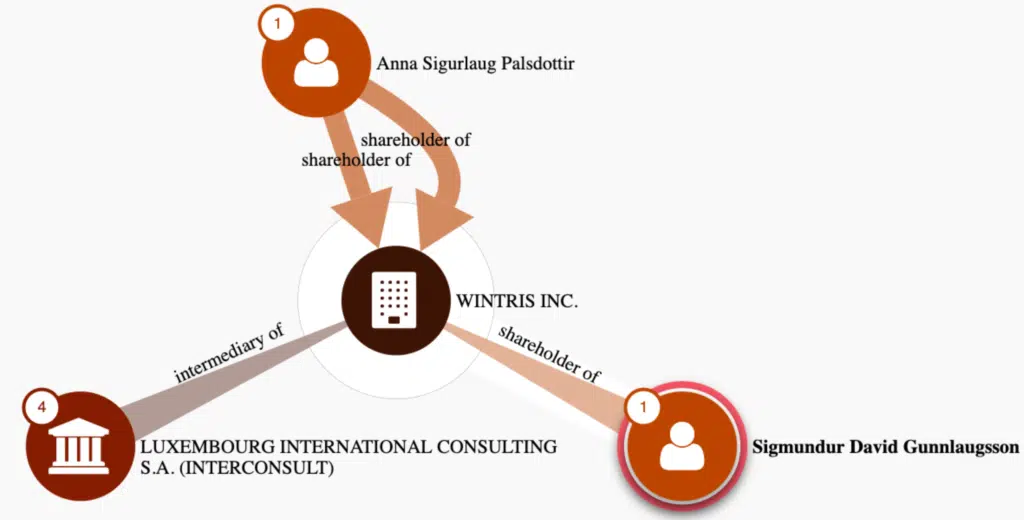 1
Anna Sigurlaug Palsdottir
shareholder of
shareholder of
WINTRIS INC.
intermediary of
shareholder of
4
LUXEMBOURG INTERNATIONAL CONSULTING
S.A. (INTERCONSULT)
1
Sigmundur David Gunnlaugsson